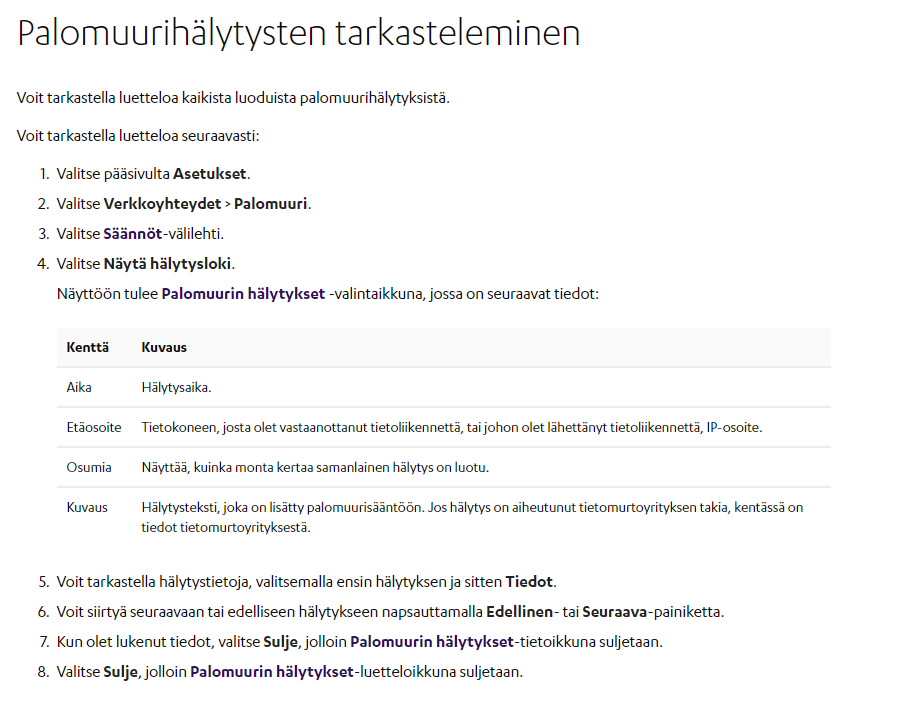 Palomuurihälytysten tarkasteleminen
Voit tarkastella luetteloa kaikista luoduista palomuurihälytyksistä.
Voit tarkastella luetteloa seuraavasti:
1. Valitse pääsivulta Asetukset.
2. Valitse Verkkoyhteydet > Palomuuri.
3. Valitse Säännöt-välilehti.
4. Valitse Näytä hälytysloki.
Näyttöön tulee Palomuurin hälytykset -valintaikkuna, jossa on seuraavat tiedot:
Kenttä Kuvaus
Aika Hälytysaika.
Etäosoite Tietokoneen, josta olet vastaanottanut tietoliikennettä, tai johon olet lähettänyt tietoliikennettä, IP-osoite.
Osumia Näyttää, kuinka monta kertaa samanlainen hälytys on luotu.
Kuvaus Hälytysteksti, joka on lisätty palomuurisääntöön. Jos hälytys on aiheutunut tietomurtoyrityksen takia, kentässä on
tiedot tietomurtoyrityksestä.
5. Voit tarkastella hälytystietoja, valitsemalla ensin hälytyksen ja sitten Tiedot.
6. Voit siirtyä seuraavaan tai edelliseen hälytykseen napsauttamalla Edellinen- tai Seuraava-painiketta.
7. Kun olet lukenut tiedot, valitse Sulje, jolloin Palomuurin hälytykset-tietoikkuna suljetaan.
8. Valitse Sulje, jolloin Palomuurin hälytykset-luetteloikkuna suljetaan.